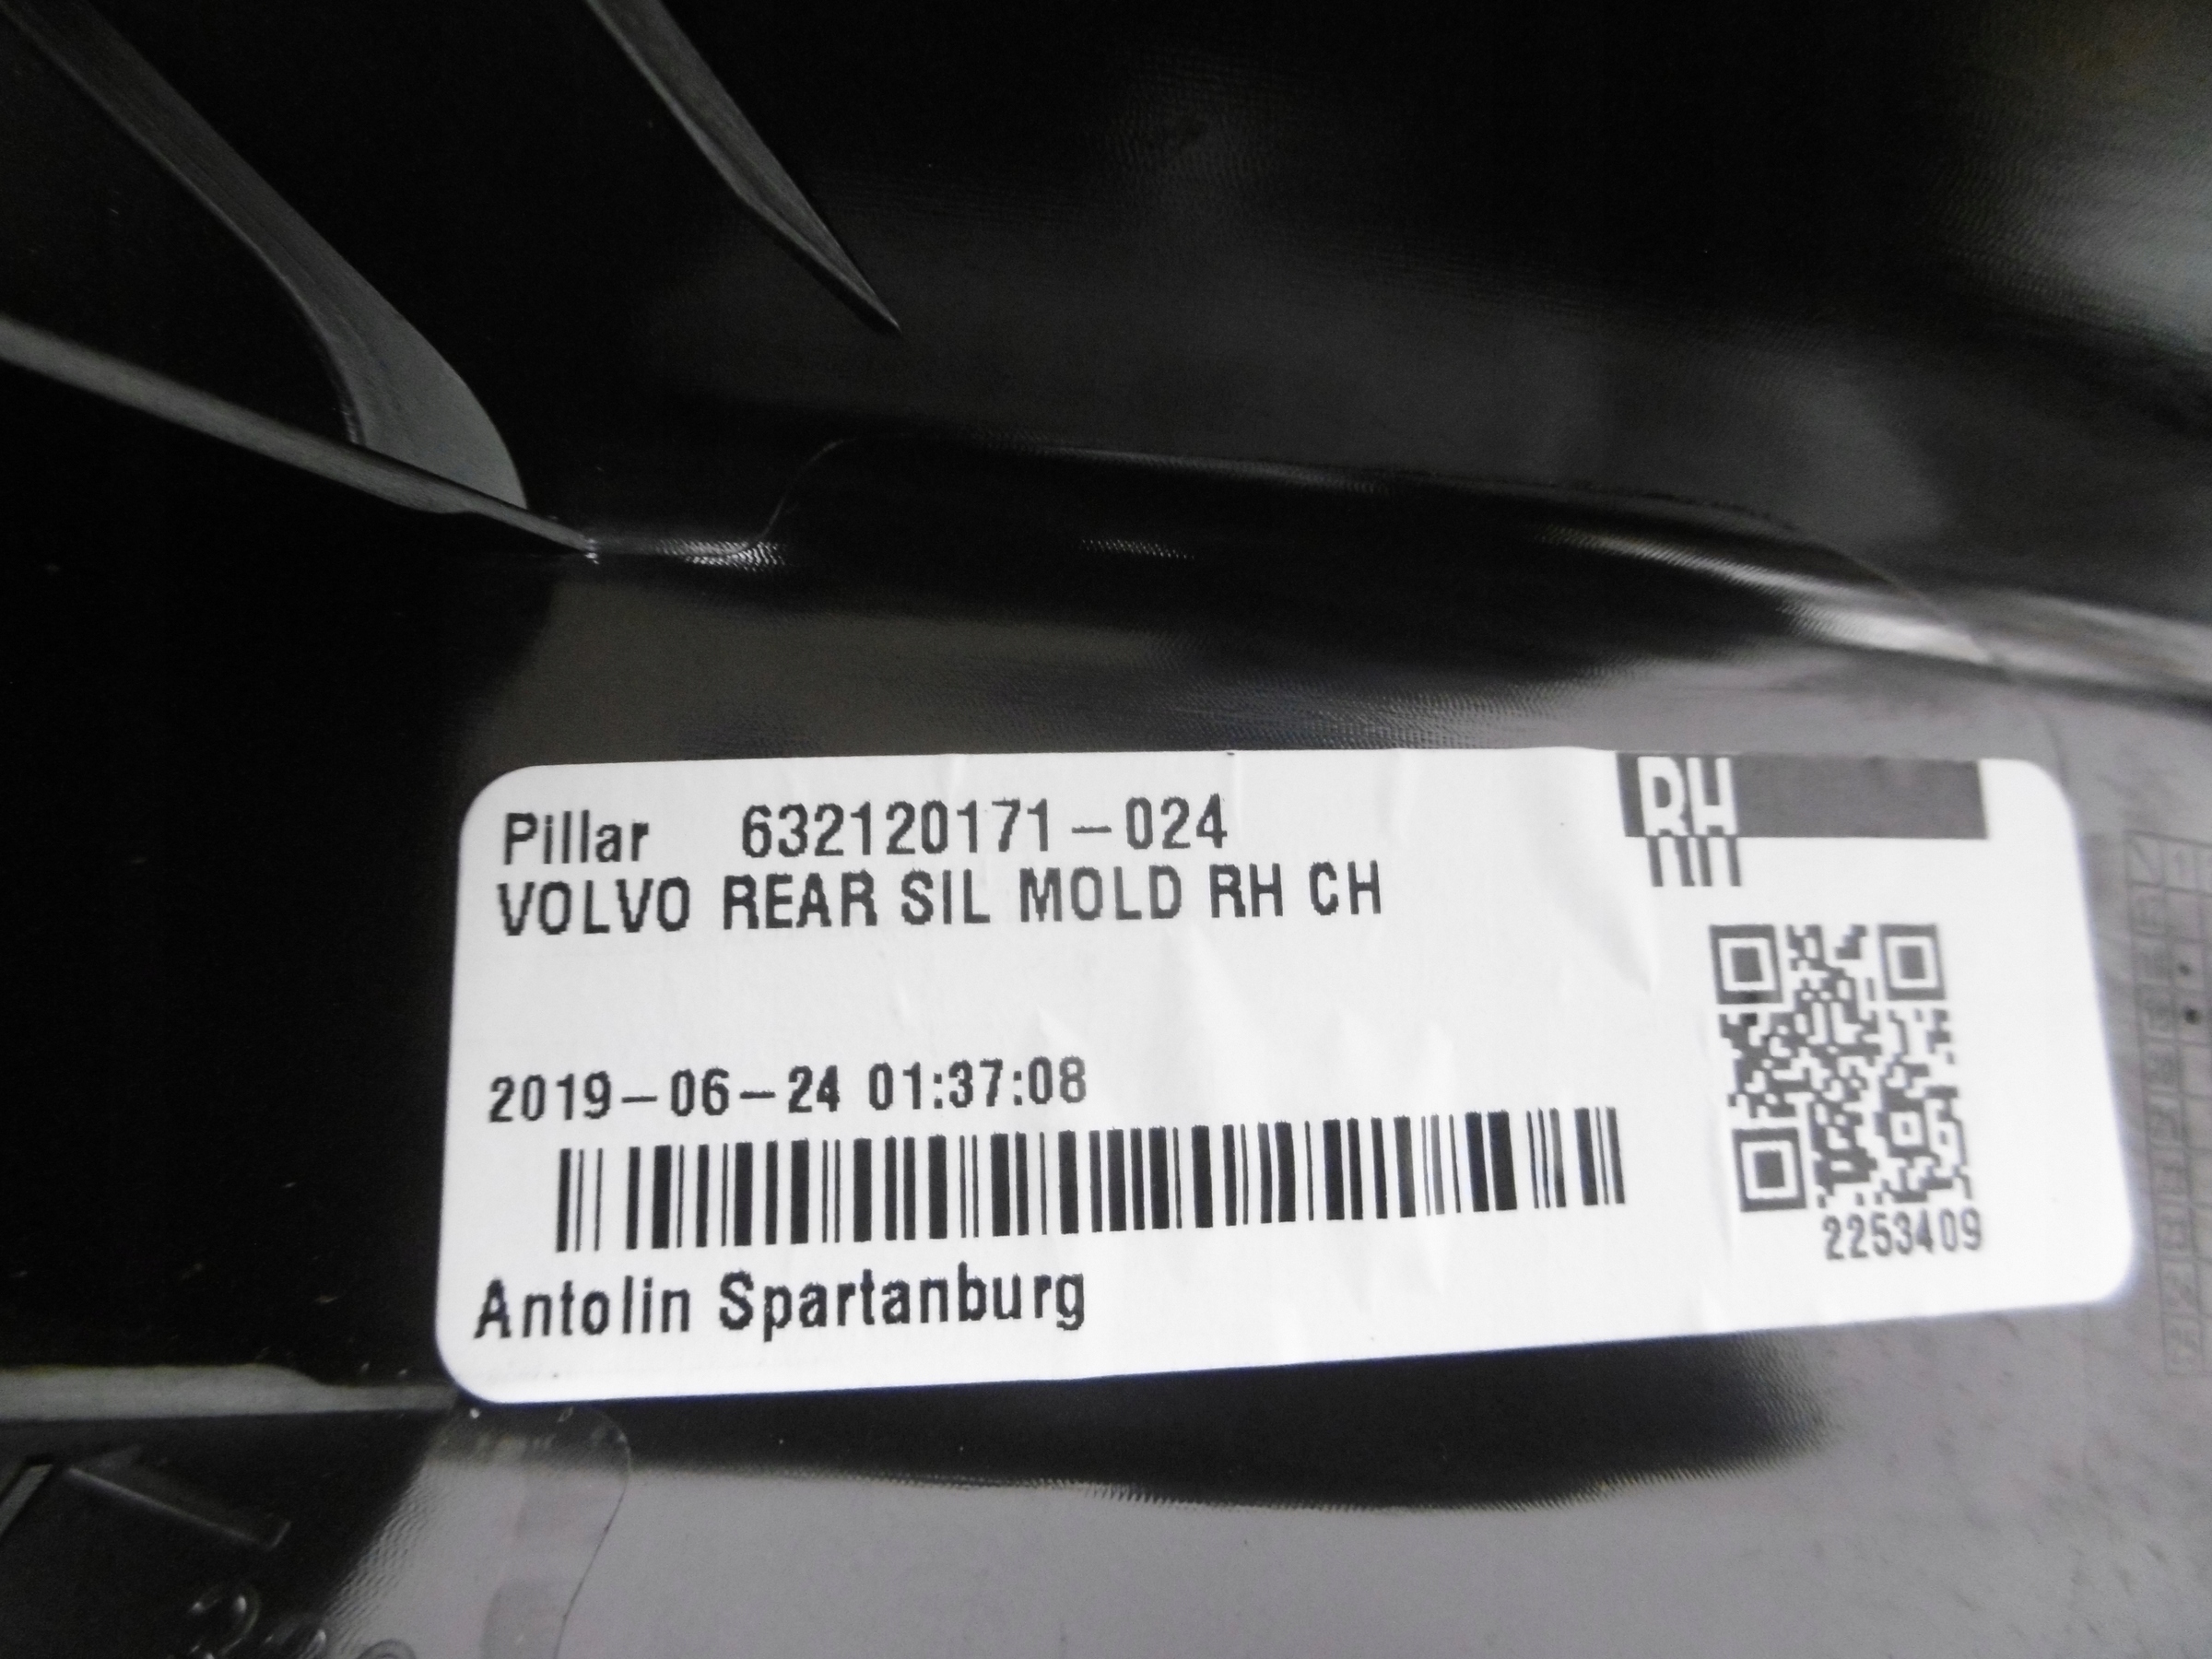 Pillar 632120171-024
RH
VOLVO REAR SIL MOLD RH CH
2019-06-24 01:37:08
2253409
Antolin Spartanburg